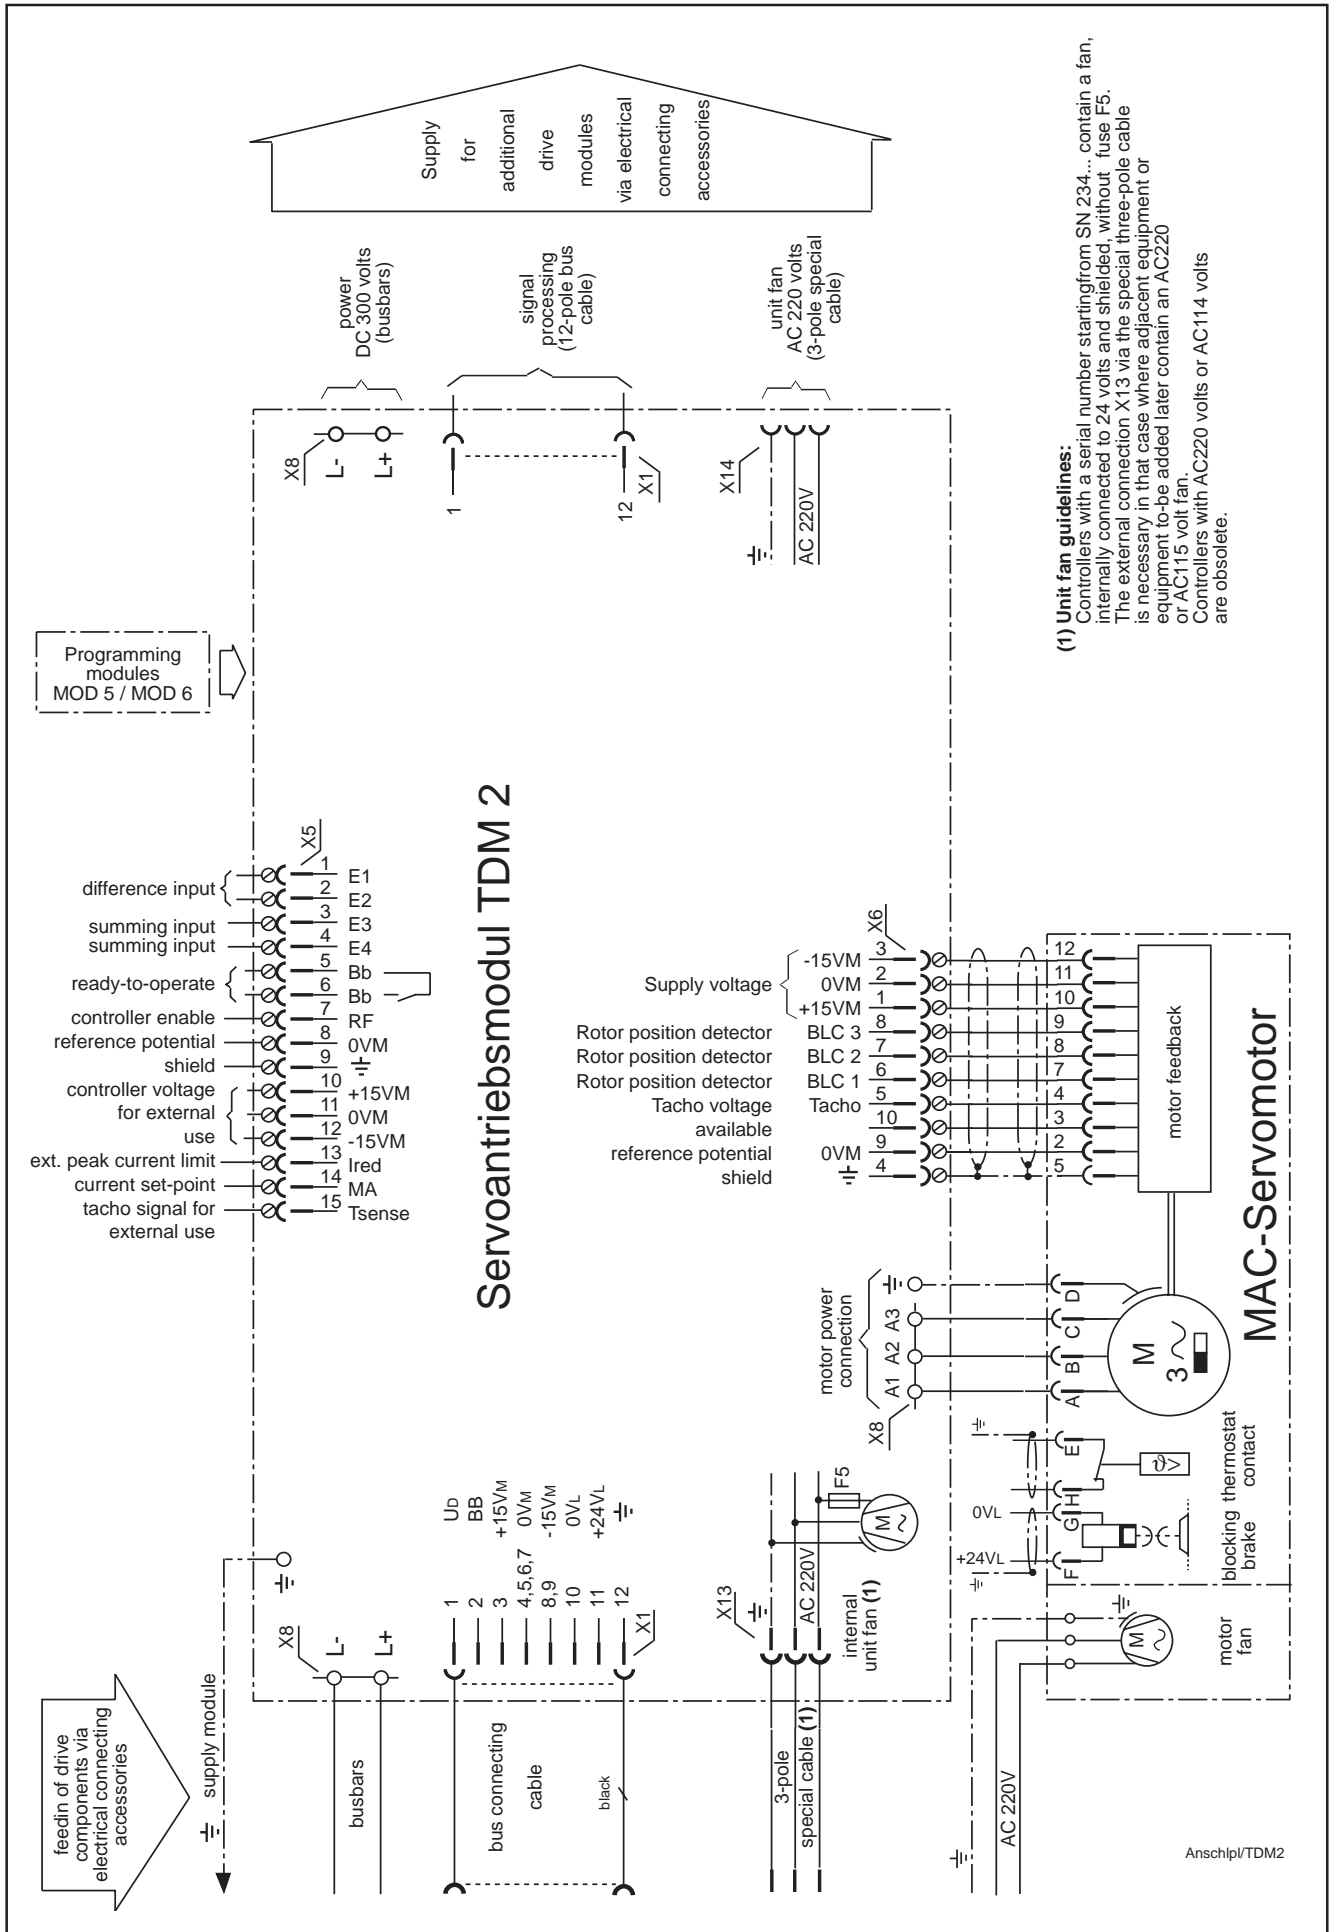 Supply
for
additional
drive
modules
via electrical
connecting
accessories
(1) Unit fan guidelines:
Controllers with a serial number startingfrom SN 234... contain a fan,
internally connected to 24 volts and shielded, without fuse F5.
The external connection X13 via the special three-pole cable
is necessary in that case where adjacent equipment or
equipment to-be added later contain an AC220
or AC115 volt fan.
Controllers with AC220 volts or AC114 volts
are obsolete.
power
DC 300 volts
(busbars)
signal
processing
(12-pole bus
cable)
unit fan
AC 220 volts
(3-pole special
cable)
X8
L-
L+
1
12
X1
X14
AC 220V
Programming
modules
MOD 5 / MOD 6
Servoantriebsmodul TDM 2
X5
difference input
1 E1
2 E2
summing input 3 E3
summing input 4 E4
ready-to-operate
5 Bb
6 Bb
controller enable 7 RF
reference potential 8 0VM
shield 9
controller voltage 10 +15VM
for external 11 0VM
use 12 -15VM
ext. peak current limit 13 Ired
current set-point 14 MA
tacho signal for 15 Tsense
external use
X6
Supply voltage
-15VM 3 12
0VM 2 11
+15VM 1 10
Rotor position detector BLC 3 8 9
Rotor position detector BLC 2 7 8
Rotor position detector BLC 1 6 7
Tacho voltage Tacho 5 4
available 10 3
reference potential 0VM 9 2
shield 4 5
motor feedback
MAC-Servomotor
motor power
connection
X8
A1
A2
A3
A
B
C
D
M
3
E
H
G
F
0VL
+24VL
ϑ>
blocking thermostat
brake contact
motor
fan
M
AC 220V
feedin of drive
components via
electrical connecting
accessories
supply module
X8
L-
L+
busbars
1 UD
2 BB
3 +15VM
4,5,6,7 0VM
8,9 -15VM
10 0VL
11 +24VL
12
X1
bus connecting
cable
black
X13
AC 220V
F5
M
internal
unit fan (1)
3-pole
special cable (1)
Anschlpl/TDM2